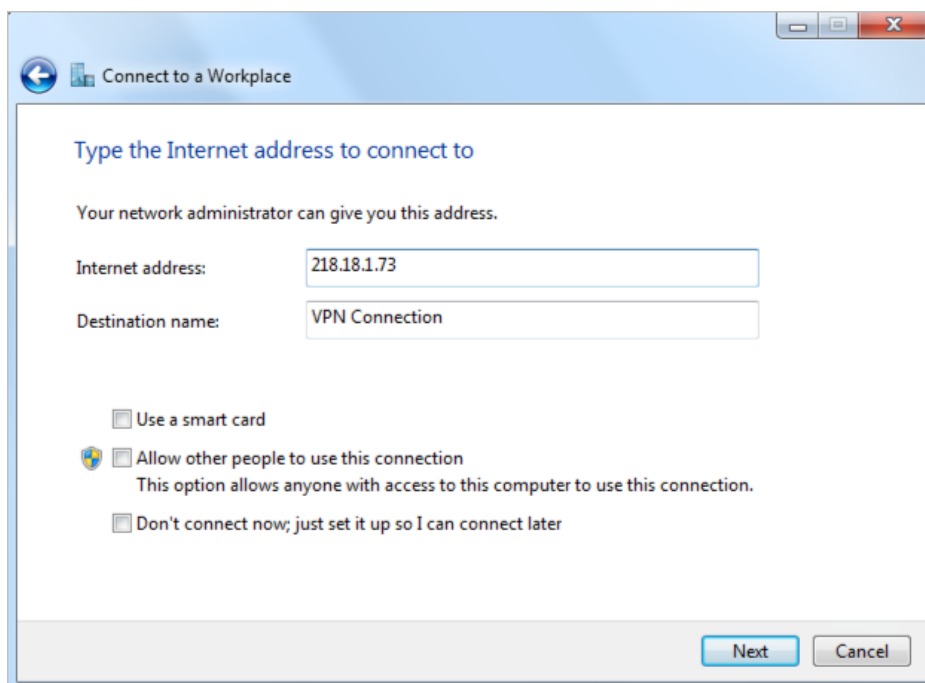 Connect to a Workplace
Type the Internet address to connect to
Your network administrator can give you this address.
Internet address: 218.18.1.73
Destination name: VPN Connection
Use a smart card
Allow other people to use this connection
This option allows anyone with access to this computer to use this connection.
Don't connect now; just set it up so I can connect later
Next Cancel